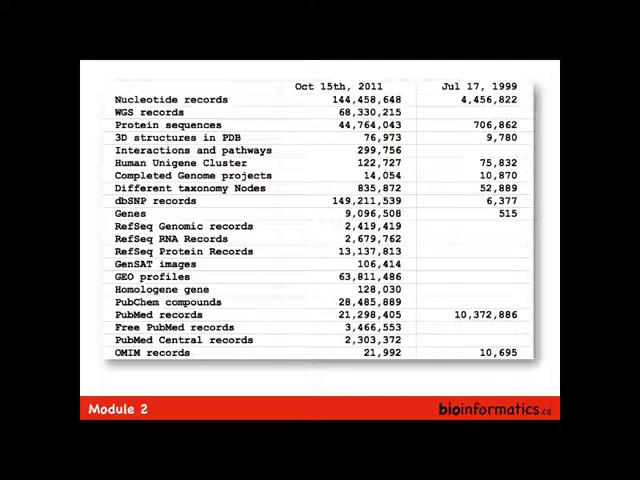 Oct 15th, 2011 Jul 17, 1999
Nucleotide records 144,458,648 4,456,822
WGS records 68,330,215
Protein sequences 44,764,043 706,862
3D structures in PDB 76,973 9,780
Interactions and pathways 299,756
Human Unigene Cluster 122,727 75,832
Completed Genome projects 14,054 10,870
Different taxonomy Nodes 835,872 52,889
dbSNP records 149,211,539 6,377
Genes 9,096,508 515
RefSeq Genomic records 2,419,419
RefSeq RNA Records 2,679,762
RefSeq Protein Records 13,137,813
GenSAT images 106,414
GEO profiles 63,811,486
Homologene gene 128,030
PubChem compounds 28,485,889
PubMed records 21,298,405 10,372,886
Free PubMed records 3,466,553
PubMed Central records 2,303,372
OMIM records 21,992 10,695
Module 2 bioinformatics.ca